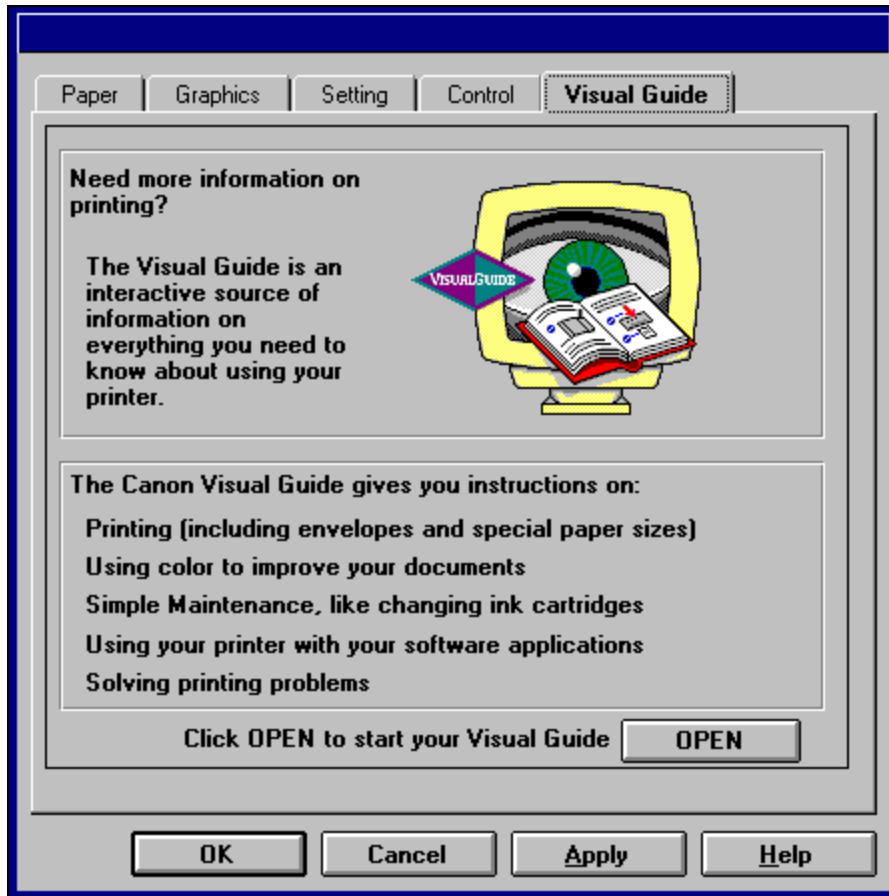 Paper Graphics Setting Control Visual Guide
Need more information on
printing?
The Visual Guide is an
interactive source of
information on
everything you need to
know about using your
printer.
VISUALGUIDE
The Canon Visual Guide gives you instructions on:
Printing (including envelopes and special paper sizes)
Using color to improve your documents
Simple Maintenance, like changing ink cartridges
Using your printer with your software applications
Solving printing problems
Click OPEN to start your Visual Guide OPEN
OK Cancel Apply Help